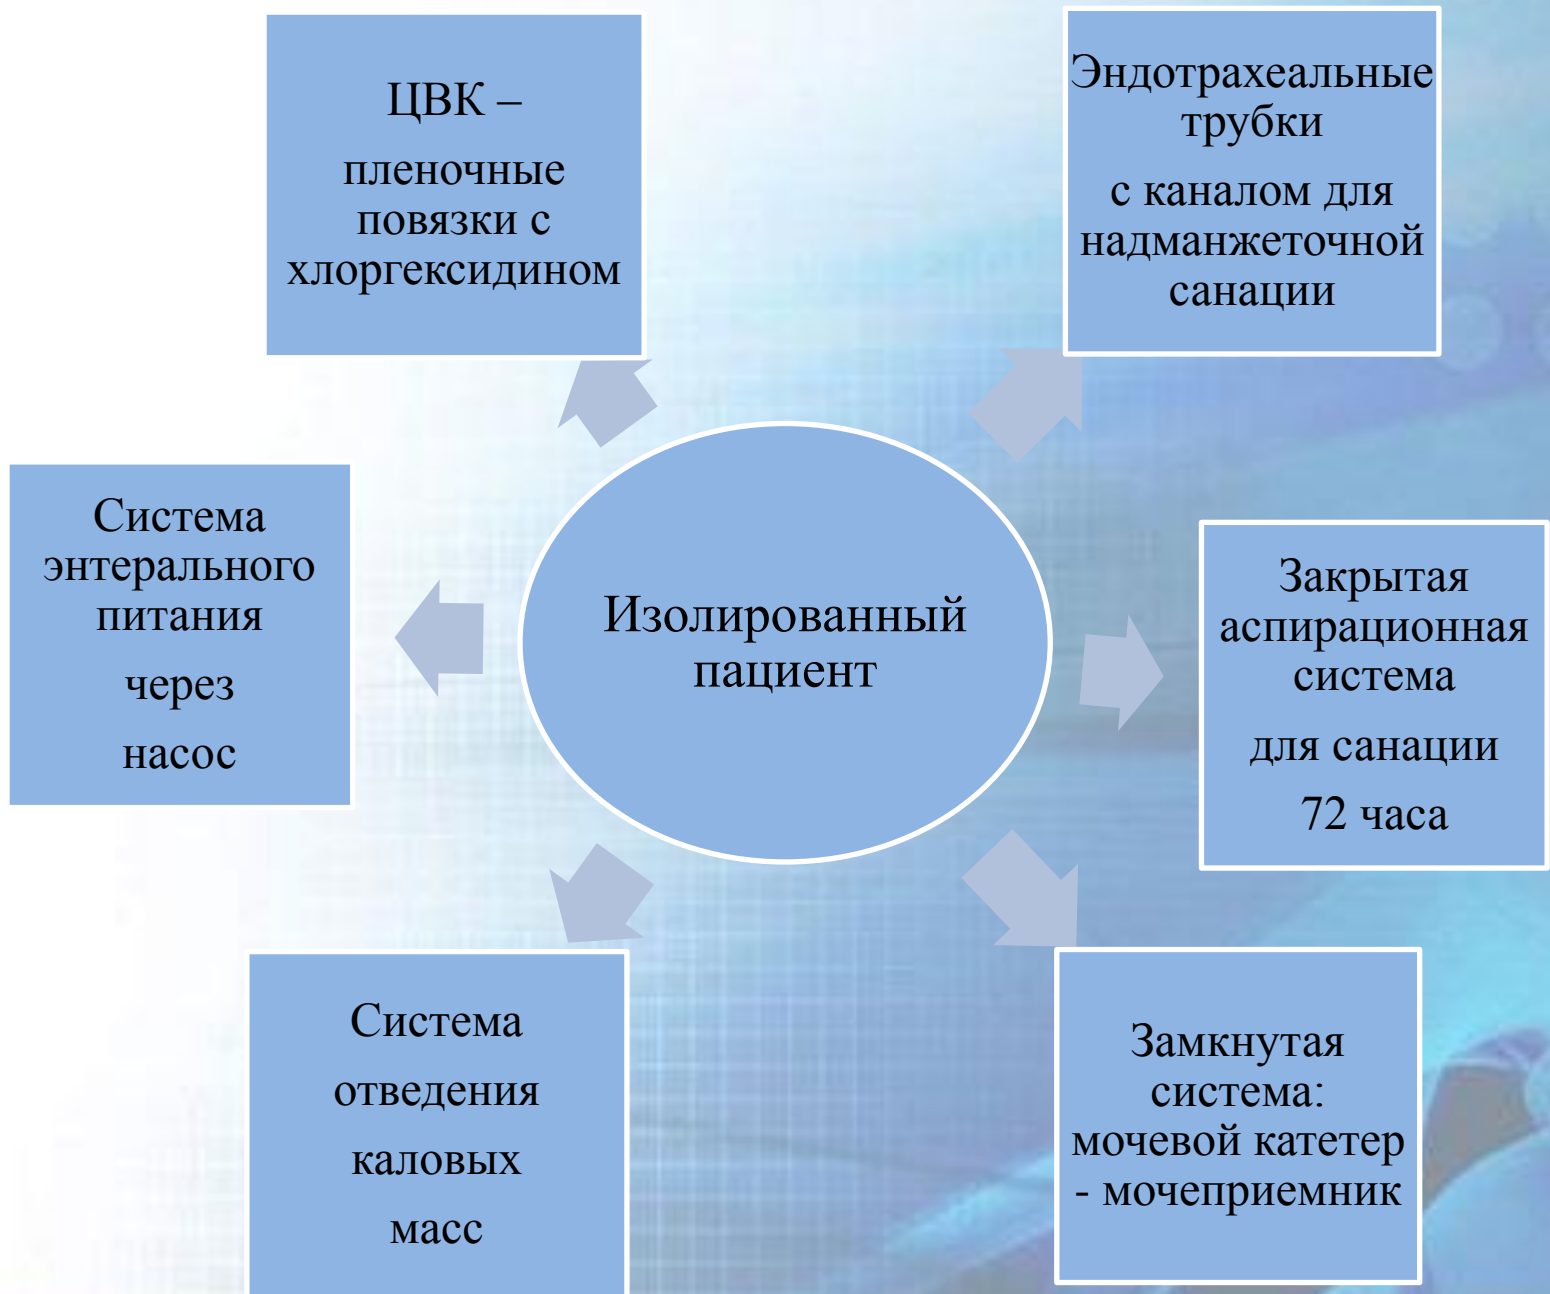 ЦВК –
пленочные
повязки с
хлоргексидином
Эндотрахеальные
трубки
с каналом для
надманжеточной
санации
Система
энтерального
питания
через
насос
Изолированный
пациент
Закрытая
аспирационная
система
для санации
72 часа
Система
отведения
каловых
масс
Замкнутая
система:
мочевой катетер
- мочеприемник